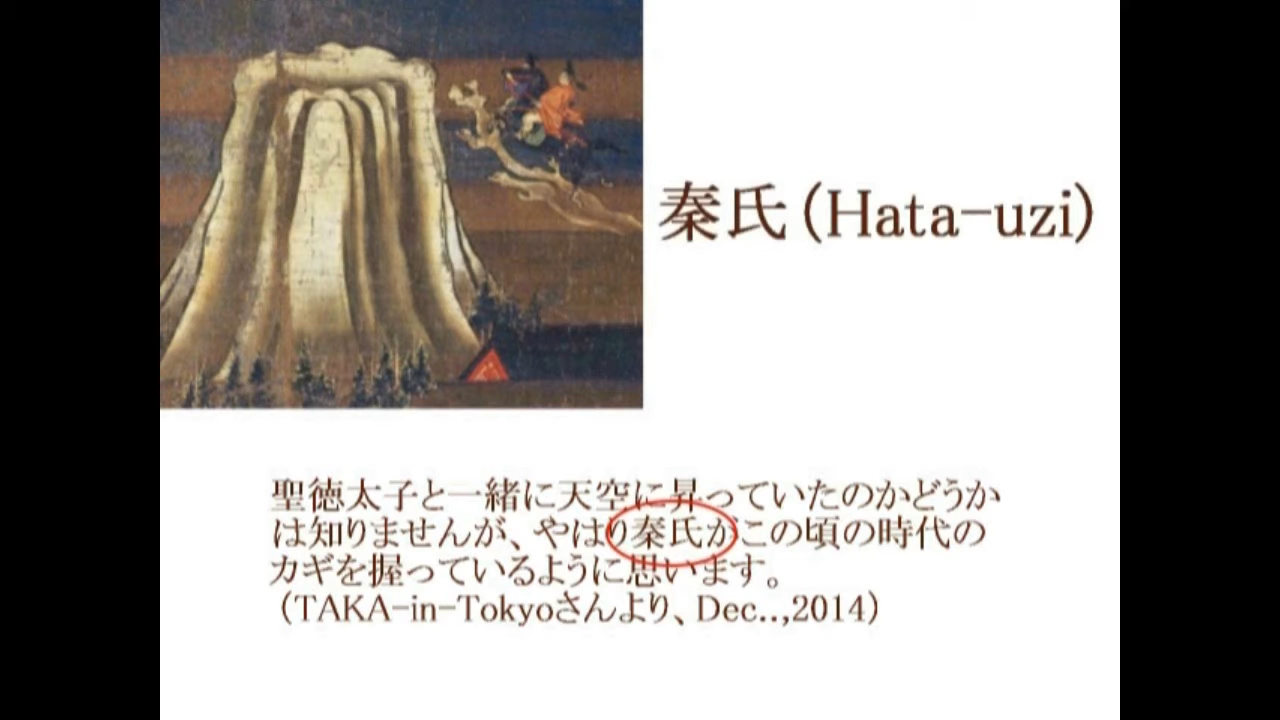 秦氏(Hata-uzi)
聖徳太子と一緒に天空に昇っていたのかどうか
は知りませんが、やはり秦氏がこの頃の時代の
カギを握っているように思います。
(TAKA-in-Tokyoさんより、Dec..,2014)